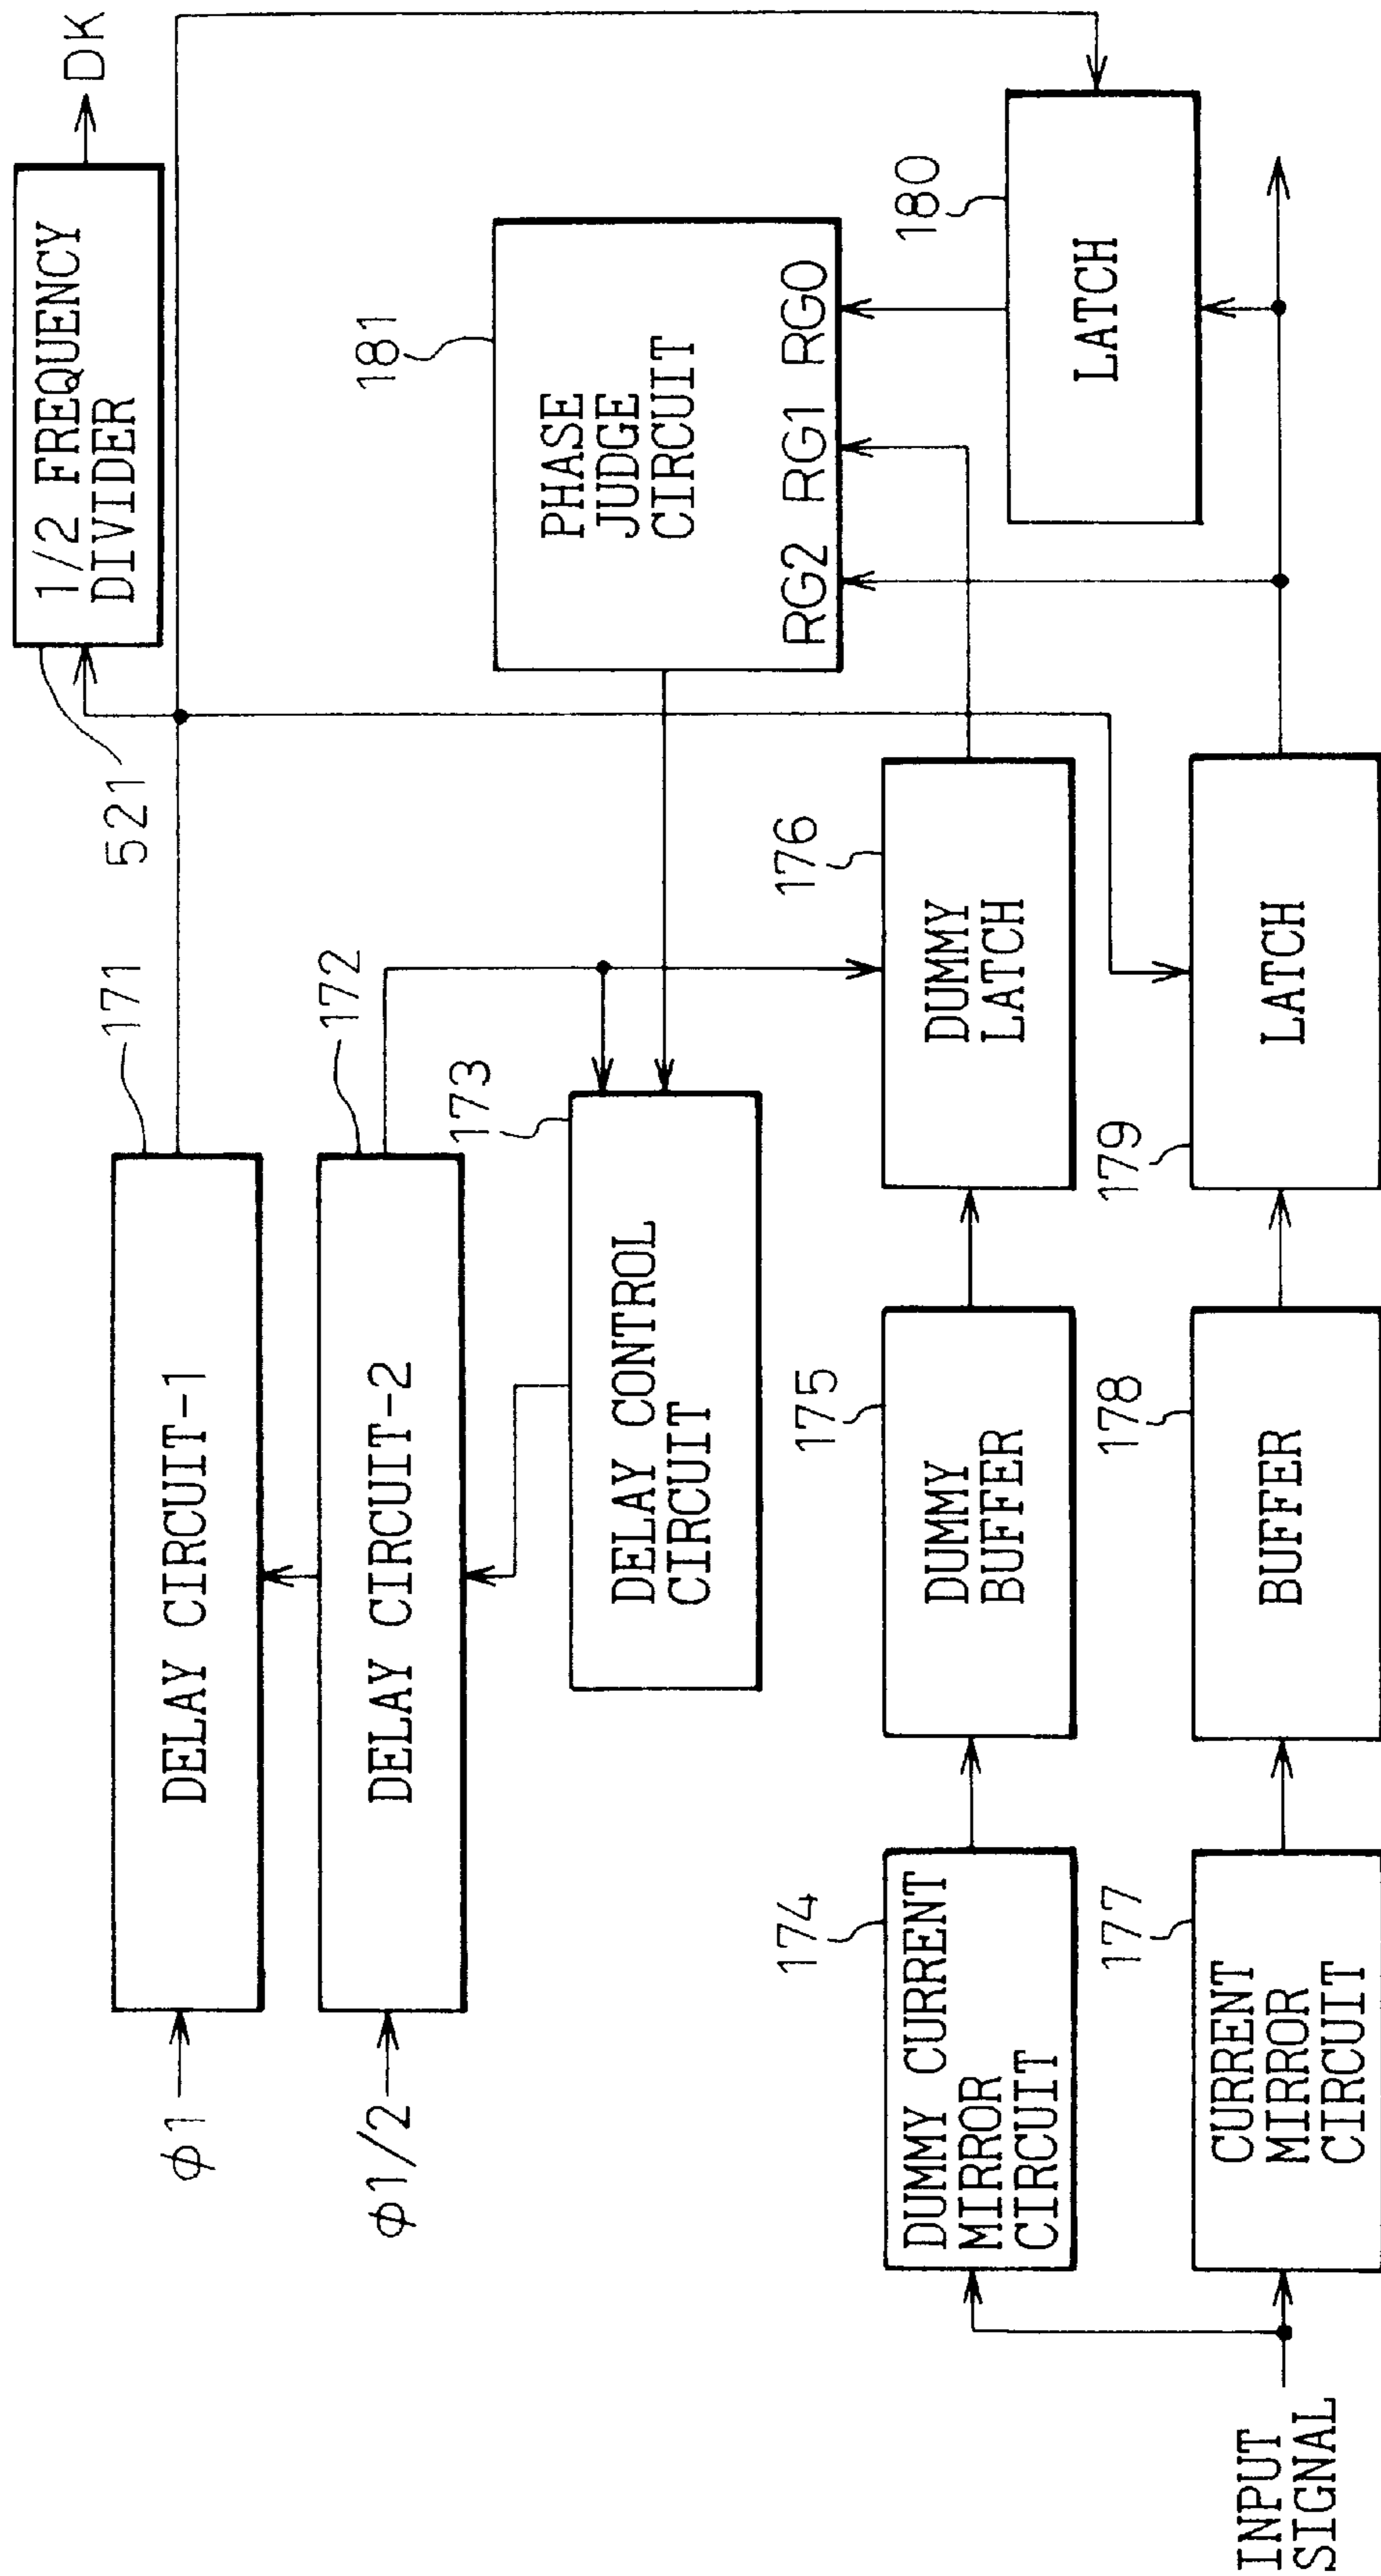 1/2 FREQUENCY
DIVIDER
DK
521
171
DELAY CIRCUIT-1
ϕ1
172
DELAY CIRCUIT-2
ϕ1/2
173
DELAY CONTROL
CIRCUIT
181
PHASE
JUDGE
CIRCUIT
RG2 RG1 RG0
174
DUMMY CURRENT
MIRROR
CIRCUIT
175
DUMMY
BUFFER
176
DUMMY
LATCH
180
LATCH
INPUT
SIGNAL
177
CURRENT
MIRROR
CIRCUIT
178
BUFFER
179
LATCH